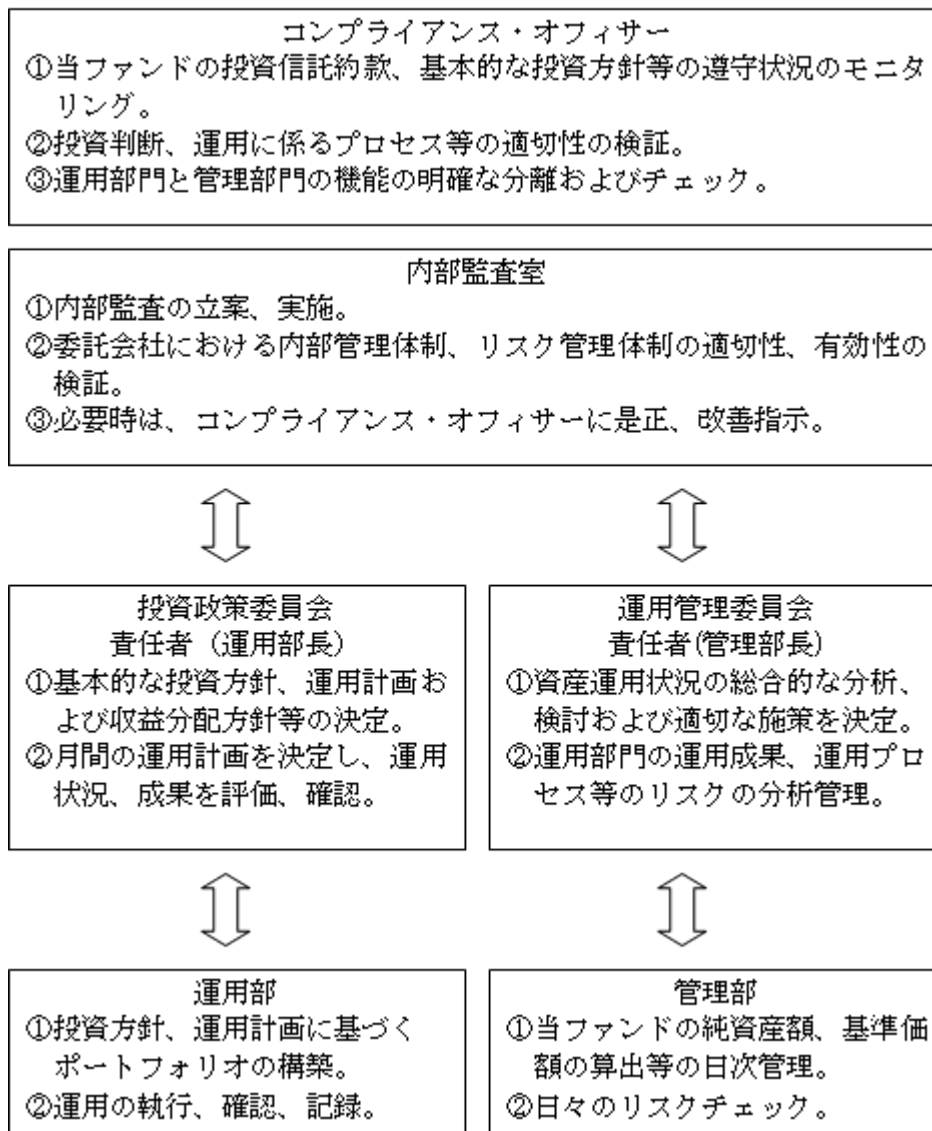 コンプライアンス・オフィサー
①当ファンドの投資信託約款、基本的な投資方針等の遵守状況のモニタ
リング。
②投資判断、運用に係るプロセス等の適切性の検証。
③運用部門と管理部門の機能の明確な分離およびチェック。
内部監査室
①内部監査の立案、実施。
②委託会社における内部管理体制、リスク管理体制の適切性、有効性の
検証。
③必要時は、コンプライアンス・オフィサーに是正、改善指示。
投資政策委員会
責任者（運用部長）
①基本的な投資方針、運用計画お
よび収益分配方針等の決定。
②月間の運用計画を決定し、運用
状況、成果を評価、確認。
運用管理委員会
責任者(管理部長)
①資産運用状況の総合的な分析、
検討および適切な施策を決定。
②運用部門の運用成果、運用プロ
セス等のリスクの分析管理。
運用部
①投資方針、運用計画に基づく
ポートフォリオの構築。
②運用の執行、確認、記録。
管理部
①当ファンドの純資産額、基準価
額の算出等の日次管理。
②日々のリスクチェック。